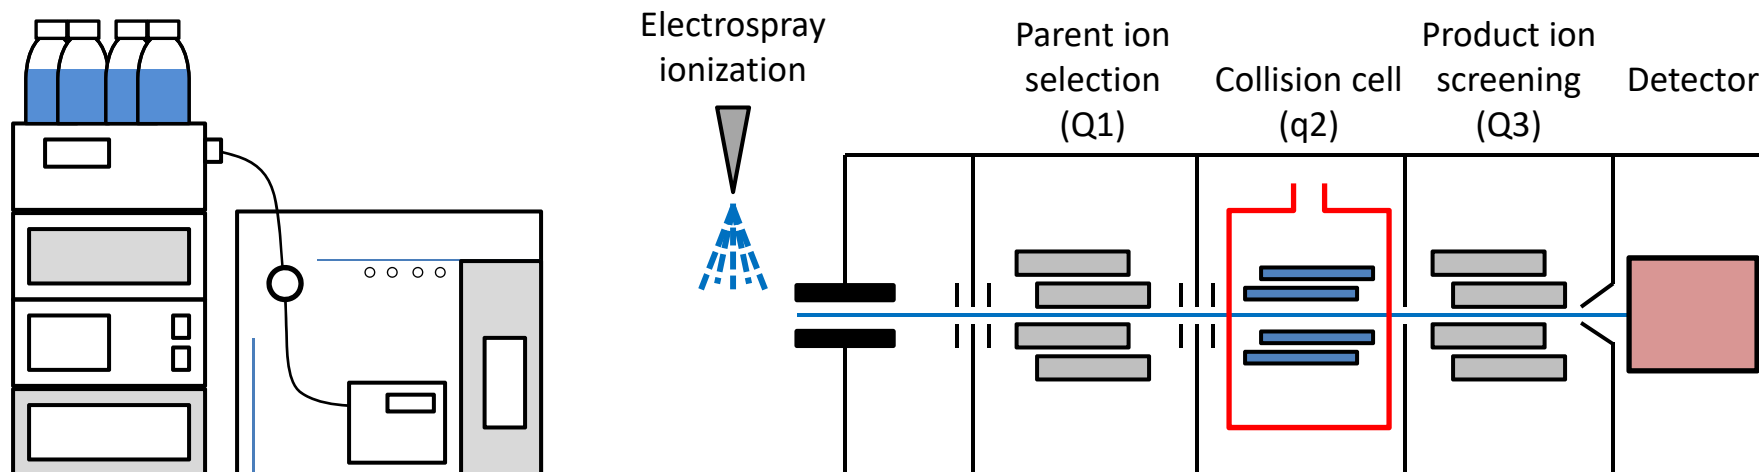 Electrospray
ionization
Parent ion
selection
(Q1)
Collision cell
(q2)
Product ion
screening
(Q3)
Detector